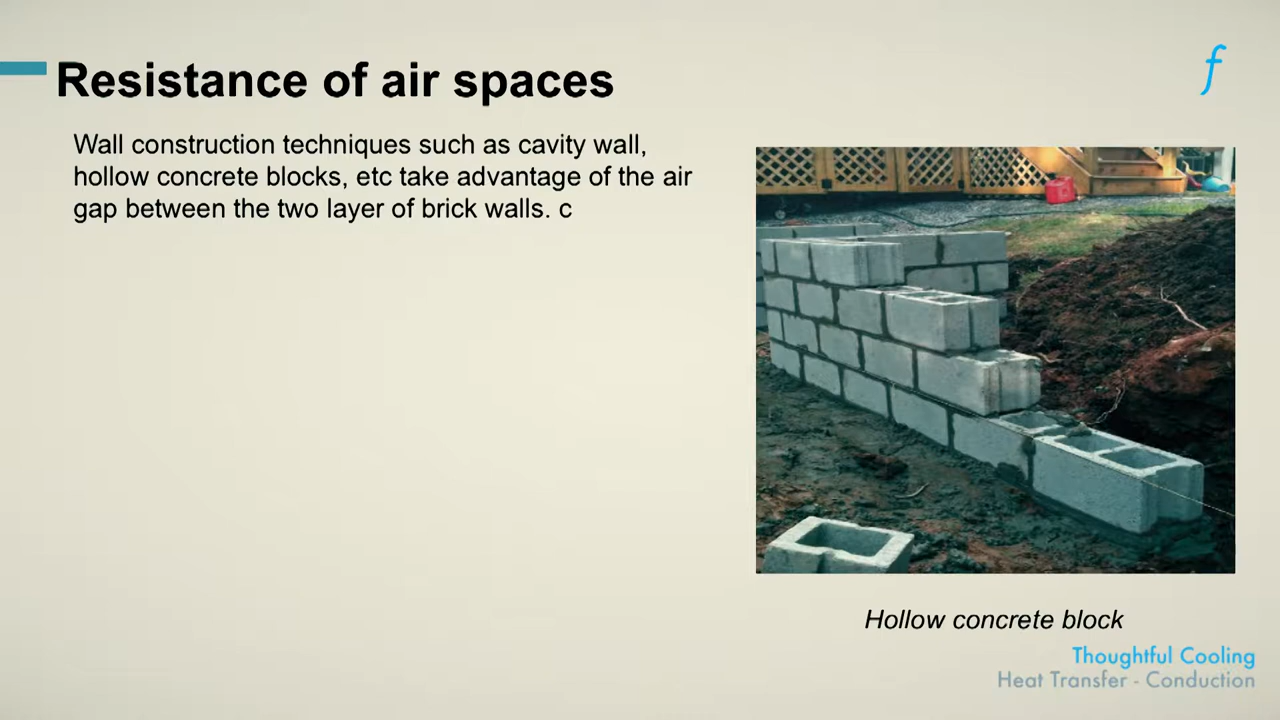 Resistance of air spaces
f
Wall construction techniques such as cavity wall,
hollow concrete blocks, etc take advantage of the air
gap between the two layer of brick walls. c
Hollow concrete block
Thoughtful Cooling
Heat Transfer - Conduction